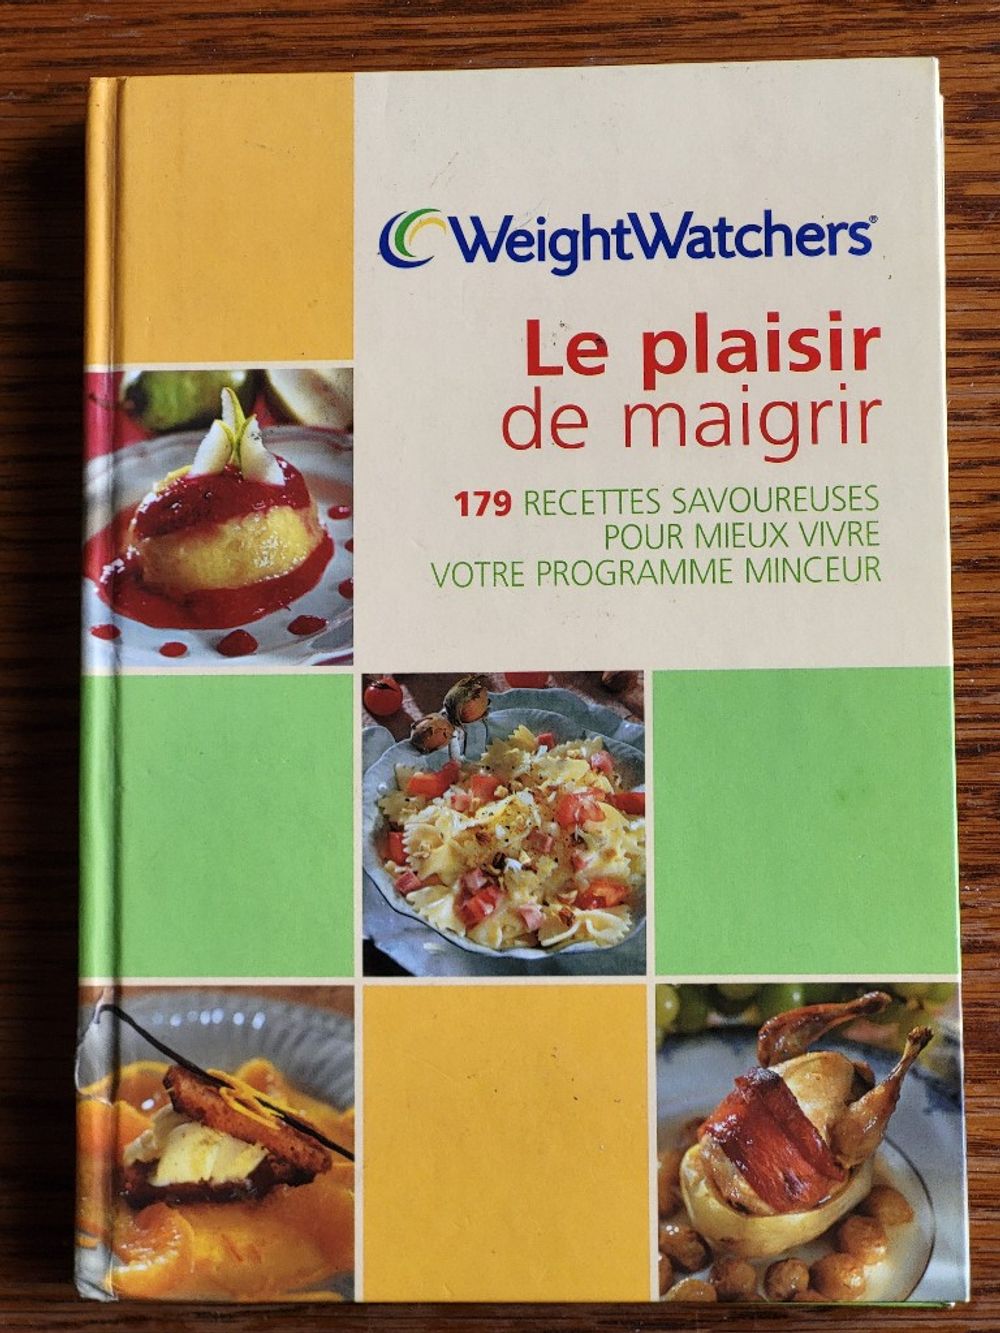 WeightWatchers®
Le plaisir
de maigrir
179 RECETTES SAVOUREUSES
POUR MIEUX VIVRE
VOTRE PROGRAMME MINCEUR